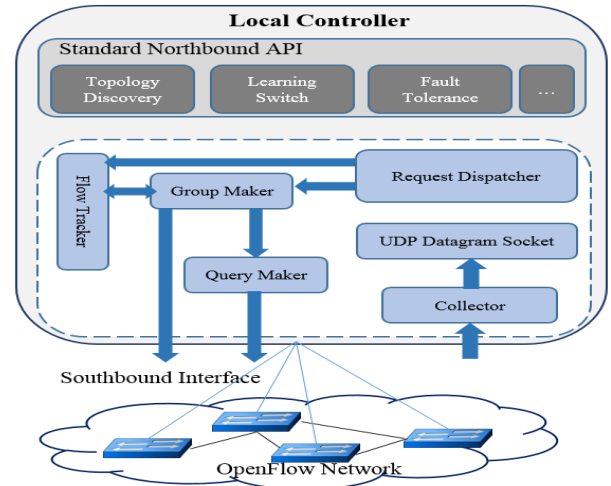 Local Controller
Standard Northbound API
Topology
Discovery
Learning
Switch
Fault
Tolerance
...
Flow Tracker
Group Maker
Request Dispatcher
UDP Datagram Socket
Query Maker
Collector
Southbound Interface
OpenFlow Network